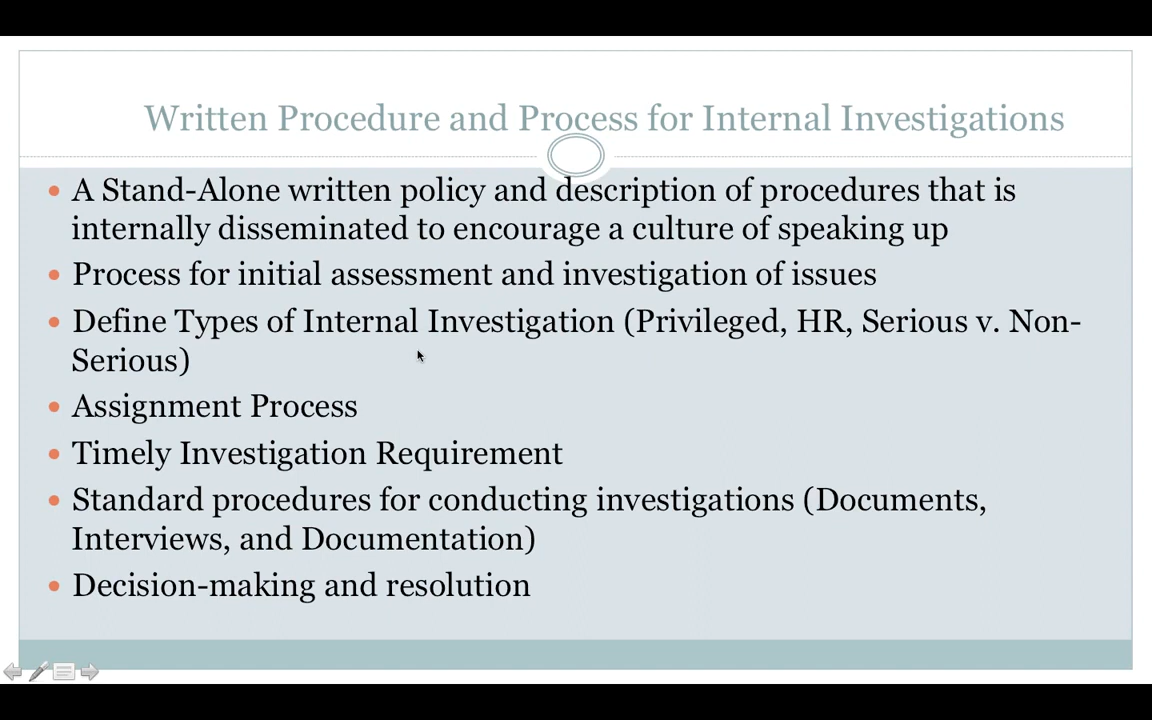 Written Procedure and Process for Internal Investigations
• A Stand-Alone written policy and description of procedures that is
internally disseminated to encourage a culture of speaking up
• Process for initial assessment and investigation of issues
• Define Types of Internal Investigation (Privileged, HR, Serious v. Non-
Serious)
• Assignment Process
• Timely Investigation Requirement
• Standard procedures for conducting investigations (Documents,
Interviews, and Documentation)
• Decision-making and resolution